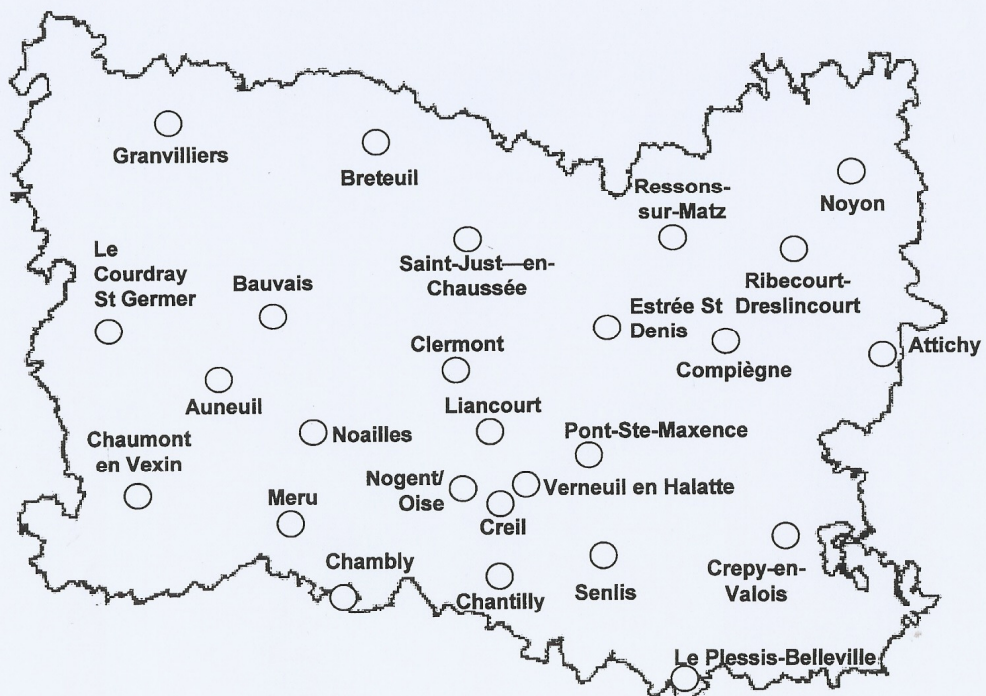 Granvilliers
Breteuil
Ressons-
sur-Matz
Noyon
Le
Courdray
St Germer
Bauvais
Saint-Just—en-
Chaussée
Ribecourt-
Dreslincourt
Estrée St
Denis
Attichy
Clermont
Compiègne
Auneuil
Liancourt
Chaumont
en Vexin
Noailles
Pont-Ste-Maxence
Nogent/
Oise
Verneuil en Halatte
Meru
Creil
Chambly
Chantilly
Senlis
Crepy-en-
Valois
Le Plessis-Belleville